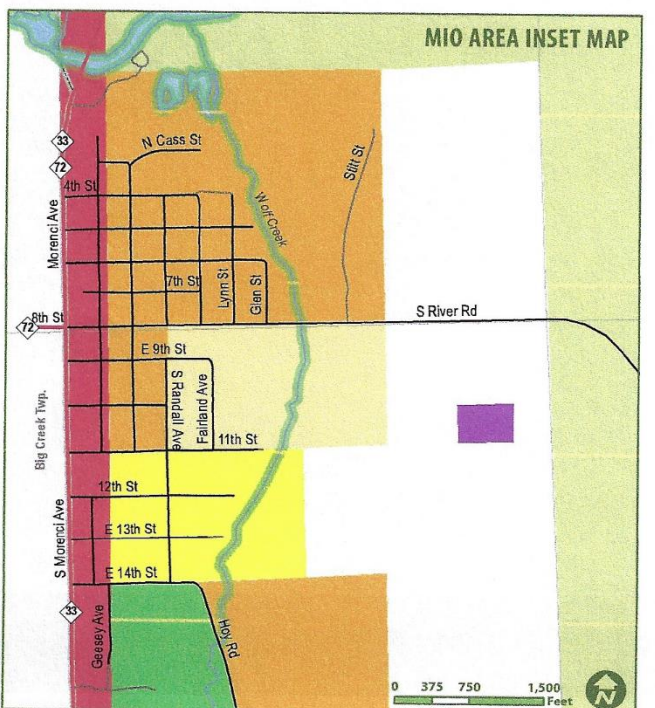 MIO AREA INSET MAP
33
N Cass St
72
4th St
Stitt St
Wolf Creek
Morenci Ave
7th St
Lynn St
Glen St
8th St
S River Rd
72
E 9th St
S Randall Ave
Fairland Ave
Big Creek Twp.
11th St
12th St
S Morenci Ave
E 13th St
E 14th St
33
Geesey Ave
Hoy Rd
0 375 750 1,500
Feet
N